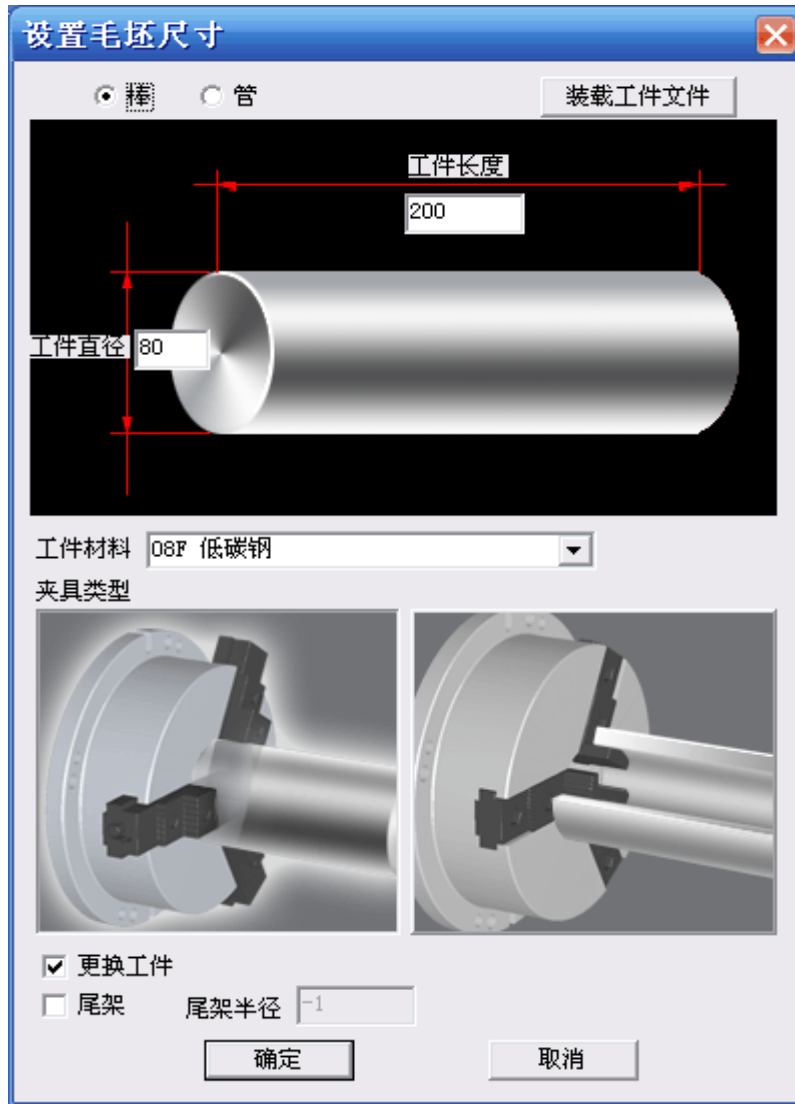 设置毛坯尺寸
棒 管 装载工件文件
工件长度
200
工件直径 80
工件材料 08F 低碳钢
夹具类型
更换工件
尾架 尾架半径 -1
确定 取消